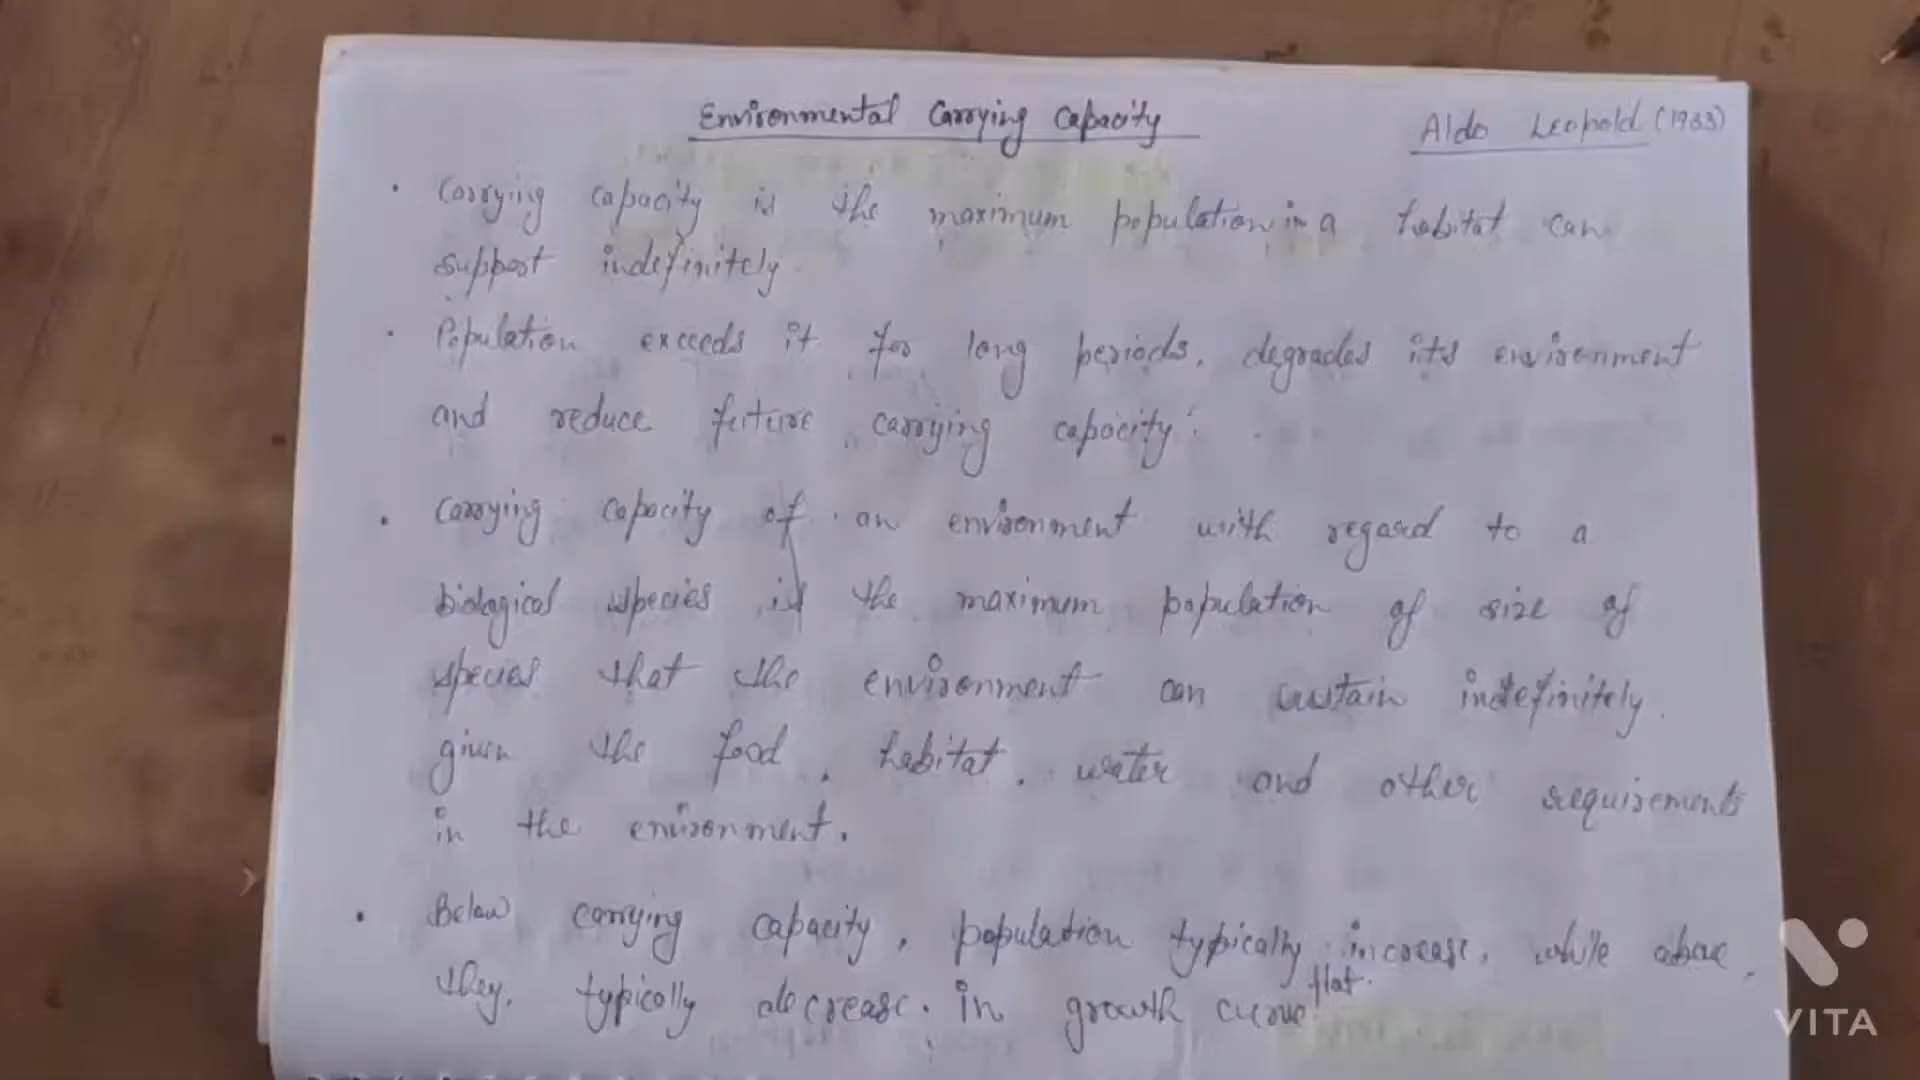 Environmental Carrying Capacity
Aldo Leopold (1933)
• Carrying capacity is the maximum population in a habitat can
support indefinitely.
• Population exceeds it for long periods, degrades its environment
and reduce future carrying capacity.
• Carrying capacity of an environment with regard to a
biological species is the maximum population of size of
species that the environment can sustain indefinitely.
given the food, habitat, water and other requirements
in the environment.
• Below carrying capacity, population typically increase, while above,
they, typically decrease. in growth curve flat.
VITA